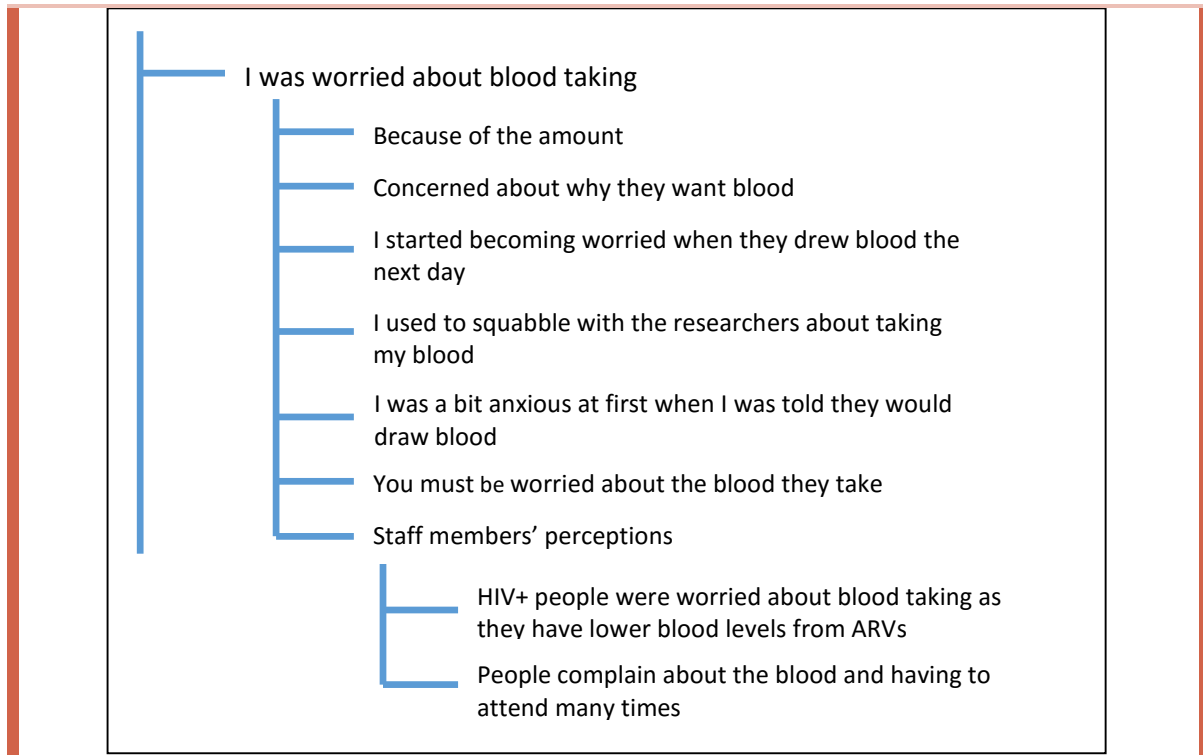 I was worried about blood taking
Because of the amount
Concerned about why they want blood
I started becoming worried when they drew blood the
next day
I used to squabble with the researchers about taking
my blood
I was a bit anxious at first when I was told they would
draw blood
You must be worried about the blood they take
Staff members’ perceptions
HIV+ people were worried about blood taking as
they have lower blood levels from ARVs
People complain about the blood and having to
attend many times